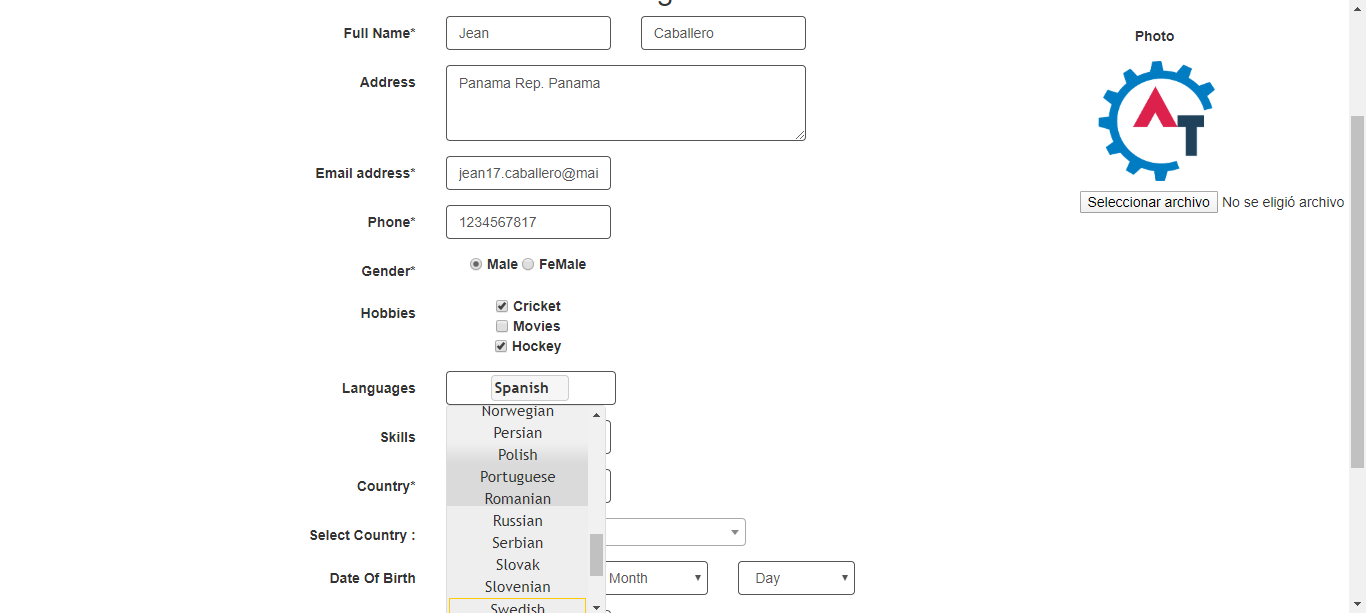 Full Name* Jean Caballero
Photo
Address Panama Rep. Panama
Email address* jean17.caballero@mai
Seleccionar archivo No se eligió archivo
Phone* 1234567817
Gender* Male FeMale
Hobbies Cricket
Movies
Hockey
Languages Spanish
Norwegian
Persian
Skills
Polish
Portuguese
Country*
Romanian
Russian
Select Country :
Serbian
Slovak
Date Of Birth Month Day
Slovenian
Swedish